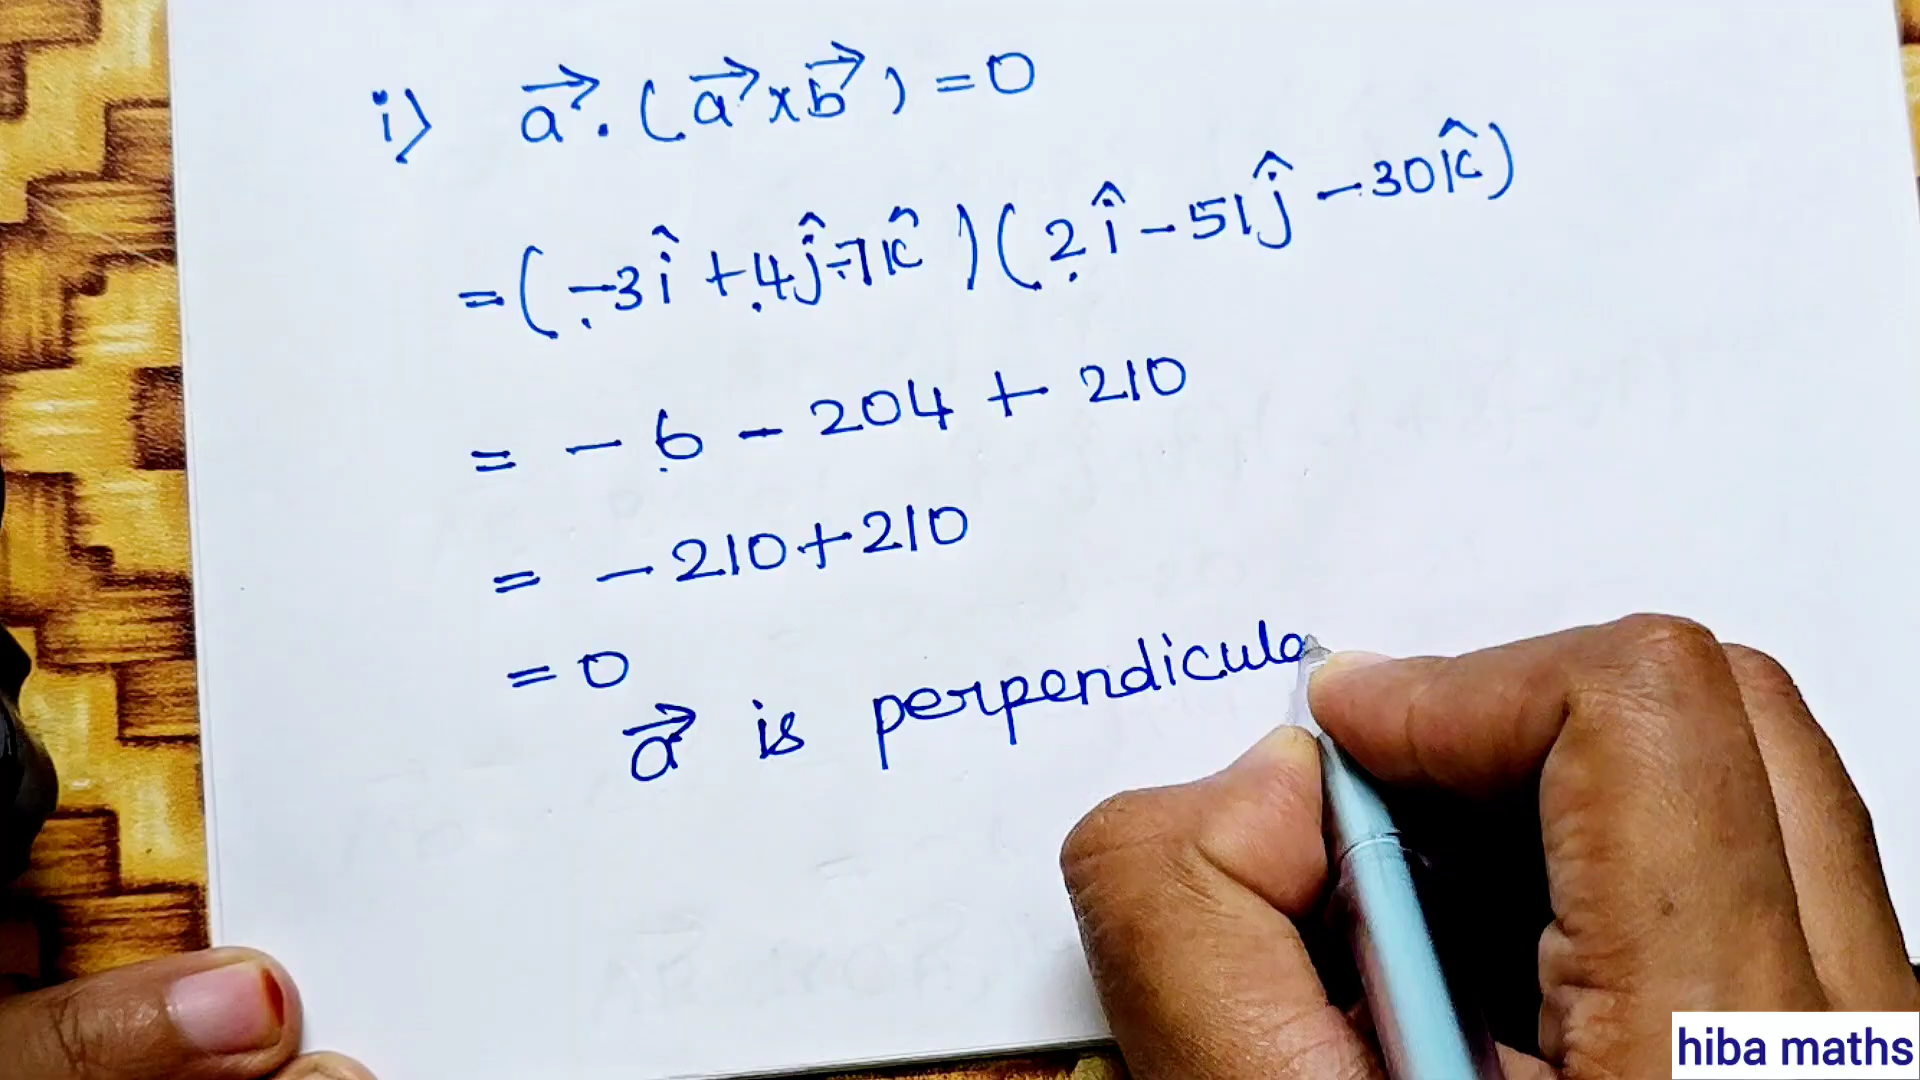 i) a⃗ . ( a⃗ x b⃗ ) = 0
= ( -3î + 4ĵ - 7k̂ ) ( 2î - 51ĵ - 30k̂ )
= - 6 - 204 + 210
= - 210 + 210
= 0
a⃗ is perpendicula
hiba maths